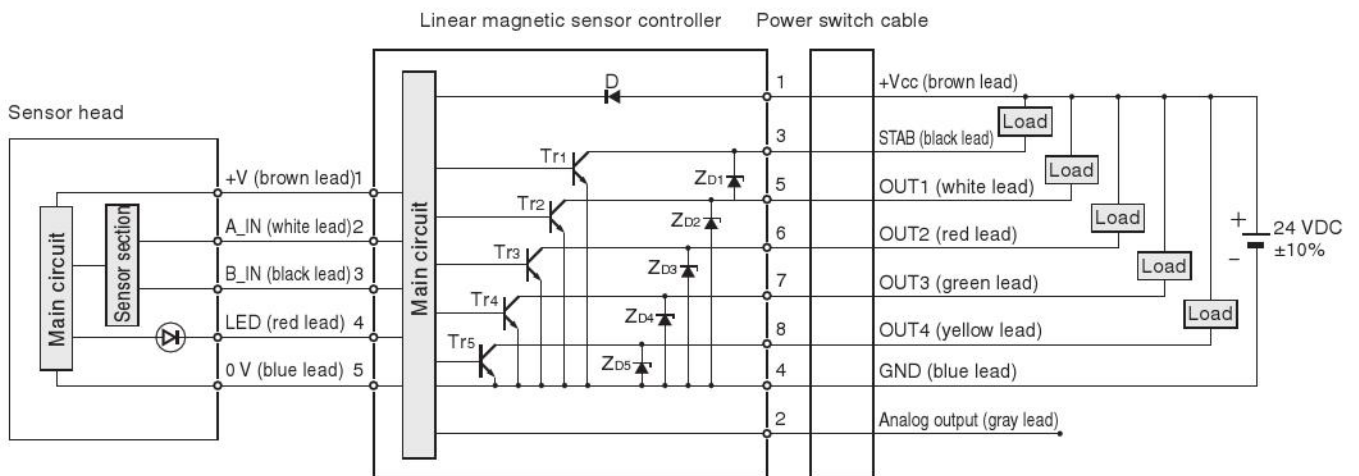 Linear magnetic sensor controller
Power switch cable
Sensor head
Main circuit
Sensor section
+V (brown lead) 1
A_IN (white lead) 2
B_IN (black lead) 3
LED (red lead) 4
0 V (blue lead) 5
Main circuit
D
Tr1
Tr2
Tr3
Tr4
Tr5
ZD1
ZD2
ZD3
ZD4
ZD5
1 +Vcc (brown lead)
3 STAB (black lead)
5 OUT1 (white lead)
6 OUT2 (red lead)
7 OUT3 (green lead)
8 OUT4 (yellow lead)
4 GND (blue lead)
2 Analog output (gray lead)
Load
Load
Load
Load
Load
+
24 VDC
±10%
−